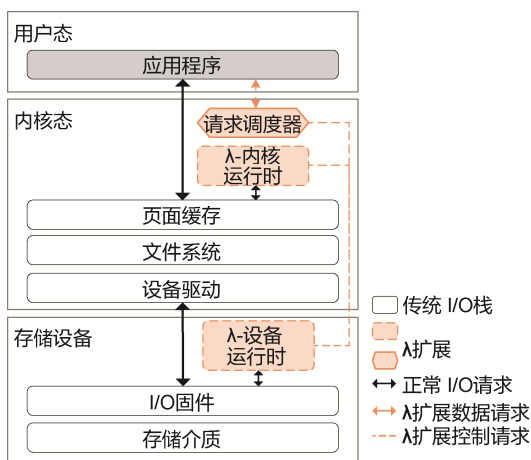 用户态
应用程序
内核态
请求调度器
λ-内核
运行时
页面缓存
文件系统
设备驱动
存储设备
λ-设备
运行时
I/O固件
存储介质
传统 I/O栈
λ扩展
正常 I/O请求
λ扩展数据请求
λ扩展控制请求